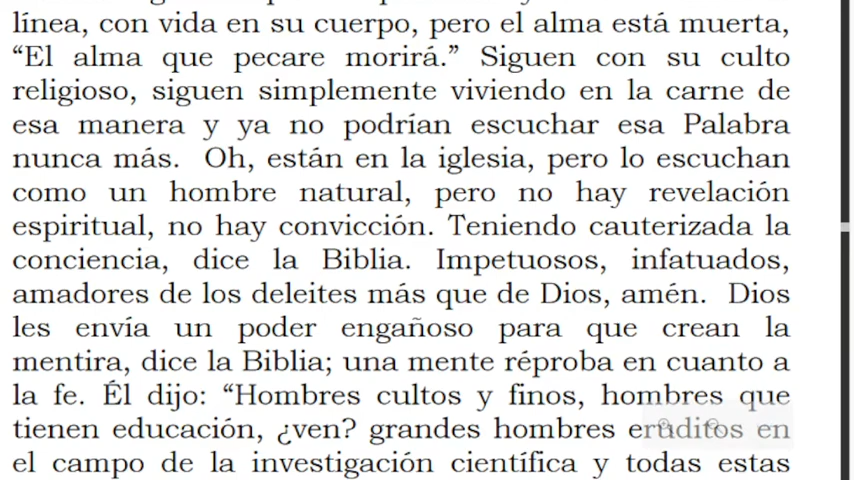 línea, con vida en su cuerpo, pero el alma está muerta,
“El alma que pecare morirá.” Siguen con su culto
religioso, siguen simplemente viviendo en la carne de
esa manera y ya no podrían escuchar esa Palabra
nunca más. Oh, están en la iglesia, pero lo escuchan
como un hombre natural, pero no hay revelación
espiritual, no hay convicción. Teniendo cauterizada la
conciencia, dice la Biblia. Impetuosos, infatuados,
amadores de los deleites más que de Dios, amén. Dios
les envía un poder engañoso para que crean la
mentira, dice la Biblia; una mente réproba en cuanto a
la fe. Él dijo: “Hombres cultos y finos, hombres que
tienen educación, ¿ven? grandes hombres eruditos en
el campo de la investigación científica y todas estas